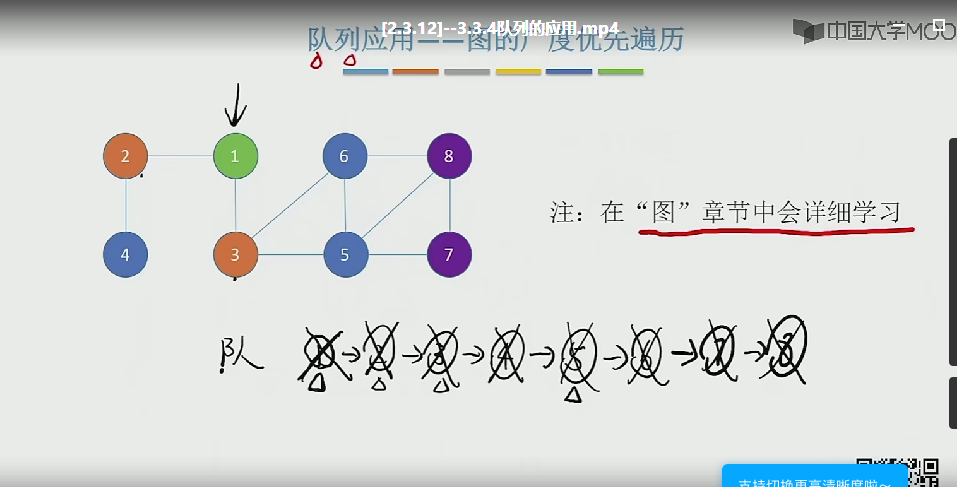 [2.3.12]--3.3.4队列的应用.mp4
中国大学MOO
队列应用——图的广度优先遍历
2 1 6 8
注：在“图”章节中会详细学习
4 3 5 7
队 1 2 3 4 5 6 7 8
支持切换更高清晰度啦~